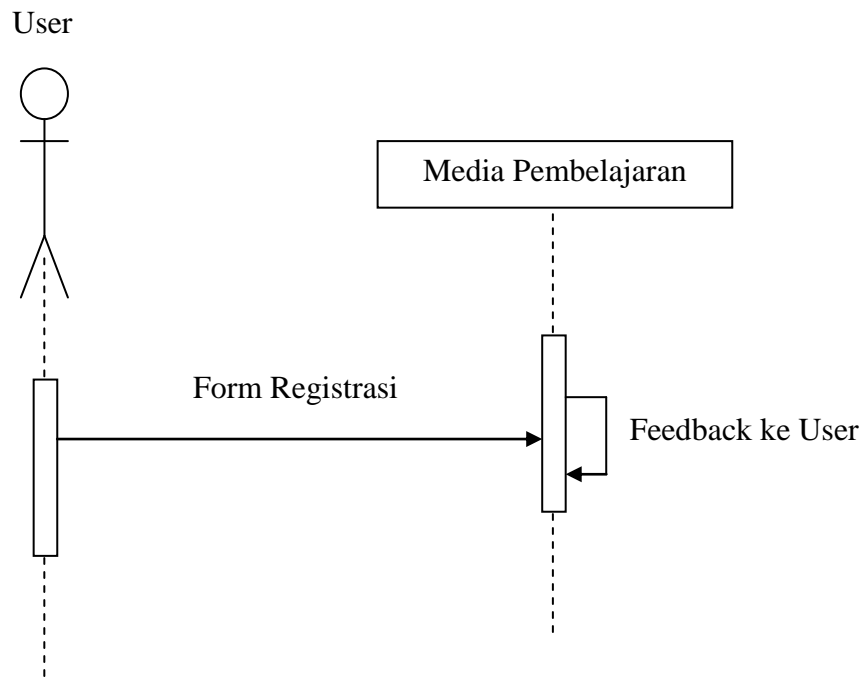 User
Media Pembelajaran
Form Registrasi
Feedback ke User